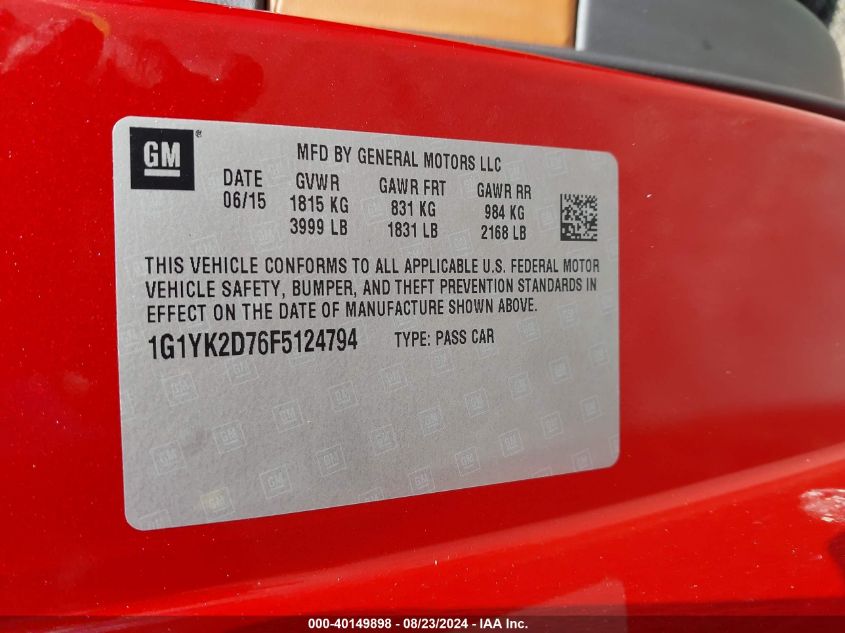 GM®
MFD BY GENERAL MOTORS LLC
DATE GVWR GAWR FRT GAWR RR
06/15 1815 KG 831 KG 984 KG
3999 LB 1831 LB 2168 LB
THIS VEHICLE CONFORMS TO ALL APPLICABLE U.S. FEDERAL MOTOR
VEHICLE SAFETY, BUMPER, AND THEFT PREVENTION STANDARDS IN
EFFECT ON THE DATE OF MANUFACTURE SHOWN ABOVE.
1G1YK2D76F5124794 TYPE: PASS CAR
000-40149898 - 08/23/2024 - IAA Inc.